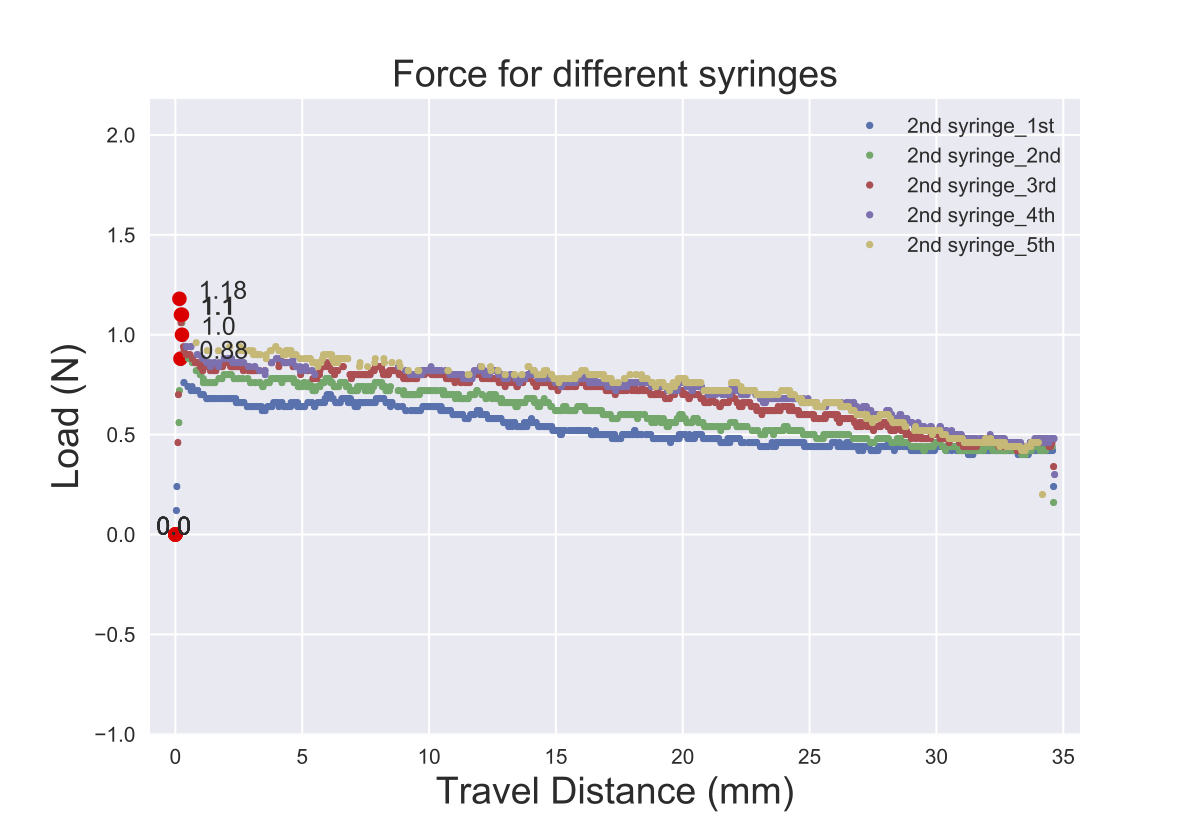 Force for different syringes
2.0
1.5
1.0
0.5
0.0
−0.5
−1.0
Load (N)
2nd syringe_1st
2nd syringe_2nd
2nd syringe_3rd
2nd syringe_4th
2nd syringe_5th
1.18
1.1
1.0
0.88
0.0
0 5 10 15 20 25 30 35
Travel Distance (mm)